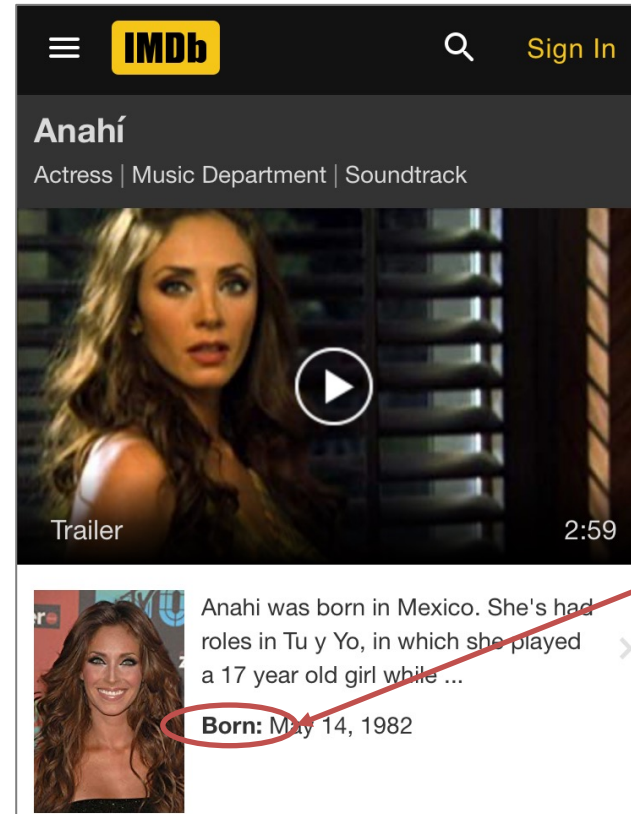 IMDb
Sign In
Anahí
Actress | Music Department | Soundtrack
Trailer
2:59
Anahi was born in Mexico. She's had
roles in Tu y Yo, in which she played
a 17 year old girl while ...
Born: May 14, 1982